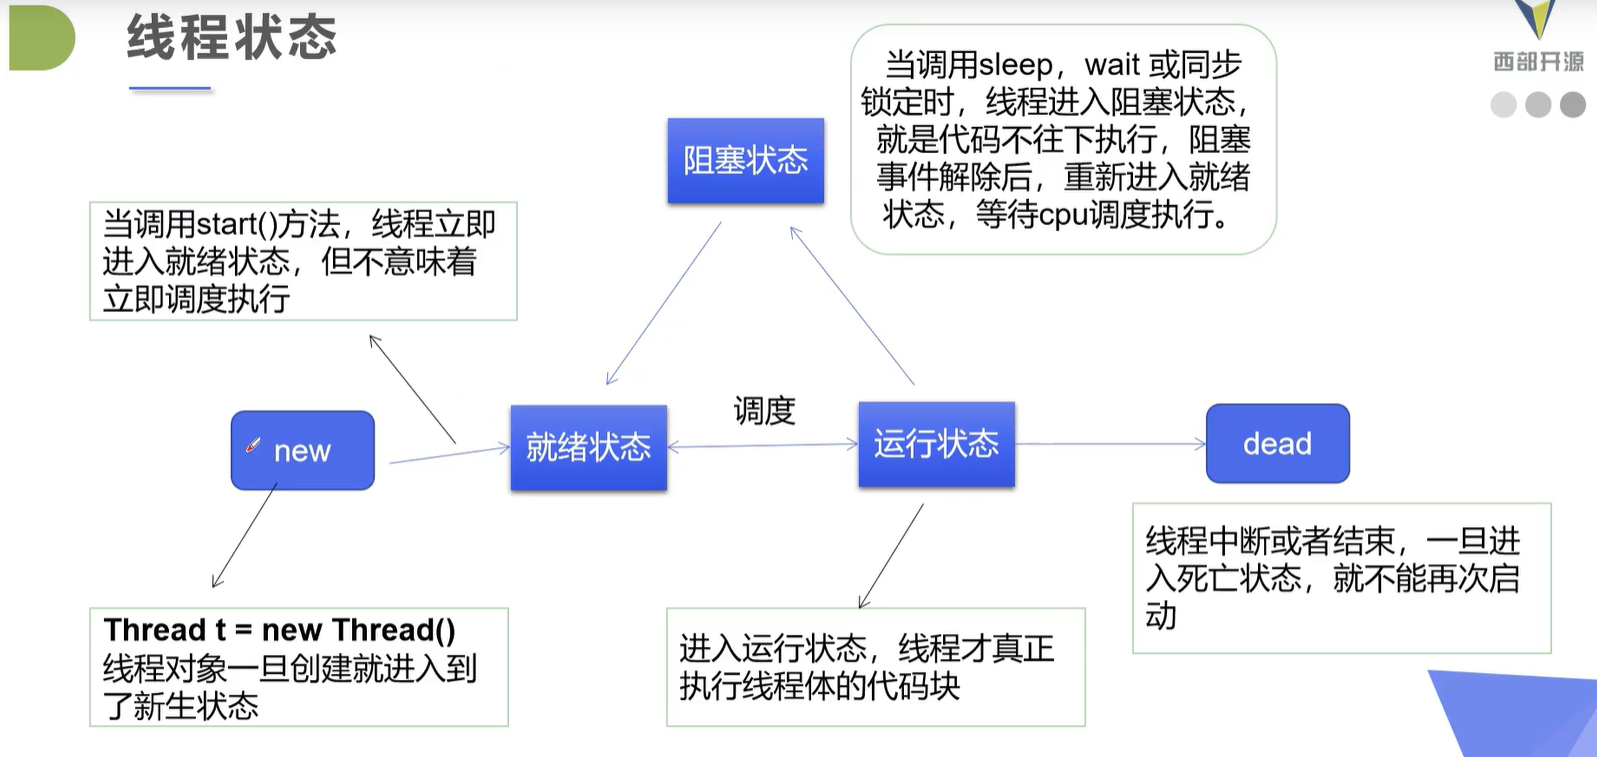 线程状态
西部开源
当调用sleep，wait 或同步
锁定时，线程进入阻塞状态，
就是代码不往下执行，阻塞
事件解除后，重新进入就绪
状态，等待cpu调度执行。
阻塞状态
当调用start()方法，线程立即
进入就绪状态，但不意味着
立即调度执行
new
就绪状态
调度
运行状态
dead
Thread t = new Thread()
线程对象一旦创建就进入到
了新生状态
进入运行状态，线程才真正
执行线程体的代码块
线程中断或者结束，一旦进
入死亡状态，就不能再次启
动